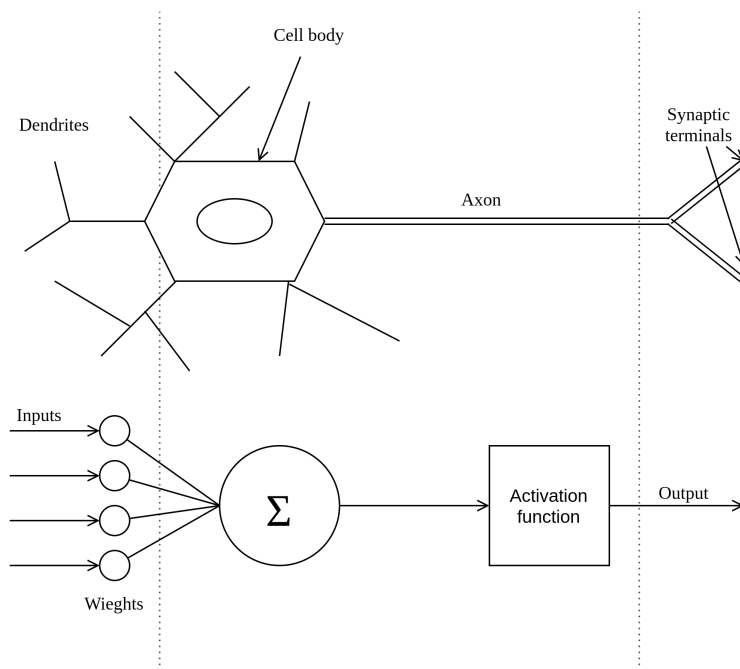 Cell body
Dendrites
Synaptic
terminals
Axon
Inputs
Σ
Activation
function
Output
Wieghts